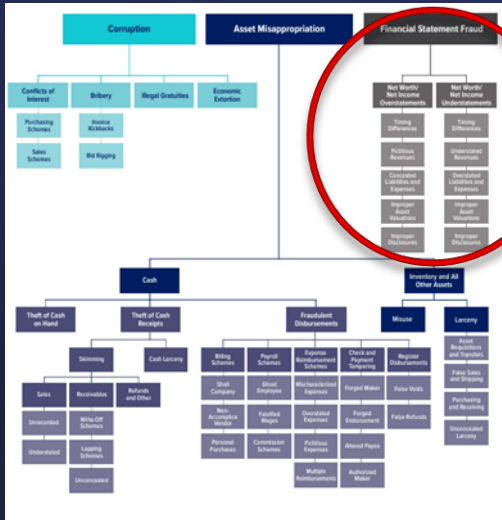 Corruption
Asset Misappropriation
Financial Statement Fraud
Conflicts of
Interest
Bribery
Illegal Gratuities
Economic
Extortion
Net Worth/
Net Income
Overstatements
Net Worth/
Net Income
Understatements
Purchasing
Schemes
Invoice
Kickbacks
Timing
Differences
Timing
Differences
Sales
Schemes
Bid Rigging
Fictitious
Revenues
Understated
Revenues
Concealed
Liabilities and
Expenses
Overstated
Liabilities and
Expenses
Improper
Asset
Valuations
Improper
Asset
Valuations
Improper
Disclosures
Improper
Disclosures
Cash
Inventory and All
Other Assets
Theft of Cash
on Hand
Theft of Cash
Receipts
Fraudulent
Disbursements
Misuse
Larceny
Skimming
Cash Larceny
Billing
Schemes
Payroll
Schemes
Expense
Reimbursement
Schemes
Check and
Payment
Tampering
Register
Disbursements
Asset
Requisitions
and Transfers
Sales
Receivables
Refunds
and Other
Shell
Company
Ghost
Employee
Mischaracterized
Expenses
Forged Maker
False Voids
False Sales
and Shipping
Unrecorded
Write-Off
Schemes
Non-
Accomplice
Vendor
Falsified
Wages
Overstated
Expenses
Forged
Endorsement
False Refunds
Purchasing
and Receiving
Understated
Lapping
Schemes
Personal
Purchases
Commission
Schemes
Fictitious
Expenses
Altered Payee
Unconcealed
Larceny
Unconcealed
Multiple
Reimbursements
Authorized
Maker